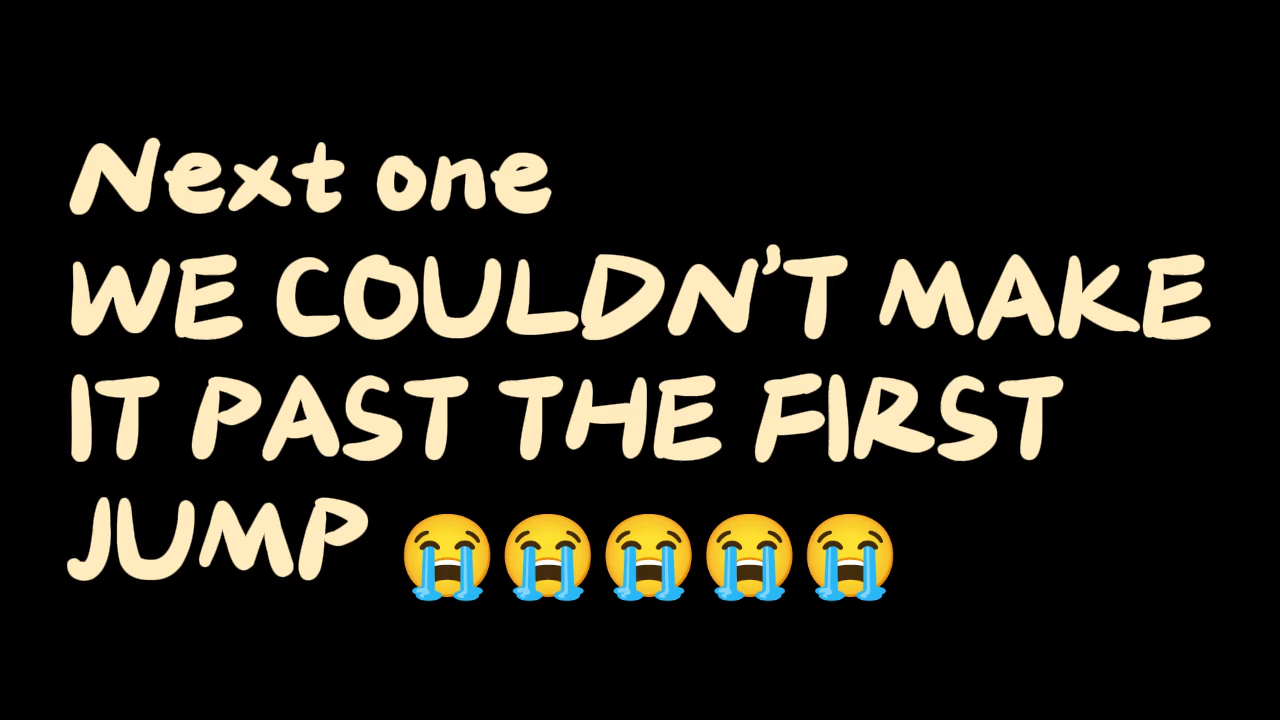 Next one
WE COULDN'T MAKE
IT PAST THE FIRST
JUMP 😭😭😭😭😭